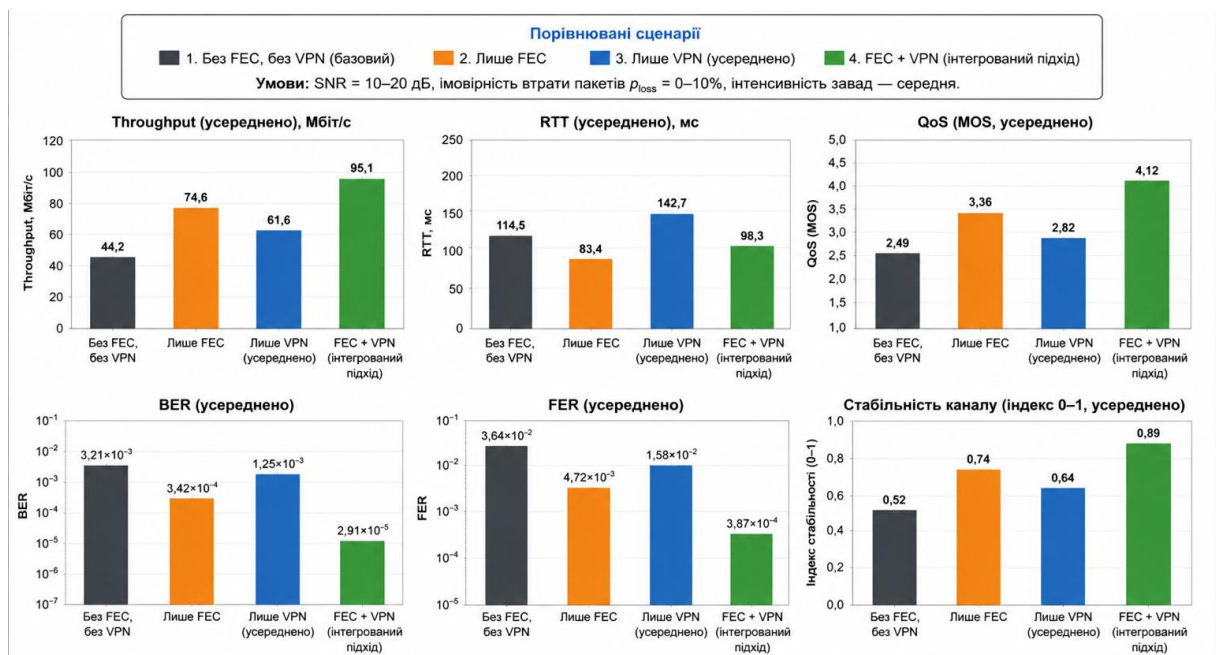 Порівнювані сценарії
1. Без FEC, без VPN (базовий) 2. Лише FEC 3. Лише VPN (усереднено) 4. FEC + VPN (інтегрований підхід)
Умови: SNR = 10–20 дБ, імовірність втрати пакетів p_loss = 0–10%, інтенсивність завад — середня.
Throughput (усереднено), Мбіт/с
Throughput, Мбіт/с
120
100
80
60
40
20
0
44,2
74,6
61,6
95,1
Без FEC,
без VPN
Лише FEC
Лише VPN
(усереднено)
FEC + VPN
(інтегрований
підхід)
RTT (усереднено), мс
RTT, мс
250
200
150
100
50
0
114,5
83,4
142,7
98,3
Без FEC,
без VPN
Лише FEC
Лише VPN
(усереднено)
FEC + VPN
(інтегрований
підхід)
QoS (MOS, усереднено)
QoS (MOS)
5,0
4,5
4,0
3,5
3,0
2,5
2,0
1,5
1,0
2,49
3,36
2,82
4,12
Без FEC,
без VPN
Лише FEC
Лише VPN
(усереднено)
FEC + VPN
(інтегрований
підхід)
BER (усереднено)
BER
10⁻¹
10⁻²
10⁻³
10⁻⁴
10⁻⁵
10⁻⁶
10⁻⁷
3,21×10⁻³
3,42×10⁻⁴
1,25×10⁻³
2,91×10⁻⁵
Без FEC,
без VPN
Лише FEC
Лише VPN
(усереднено)
FEC + VPN
(інтегрований
підхід)
FER (усереднено)
FER
10⁻¹
10⁻²
10⁻³
10⁻⁴
10⁻⁵
3,64×10⁻²
4,72×10⁻³
1,58×10⁻²
3,87×10⁻⁴
Без FEC,
без VPN
Лише FEC
Лише VPN
(усереднено)
FEC + VPN
(інтегрований
підхід)
Стабільність каналу (індекс 0–1, усереднено)
Індекс стабільності (0–1)
1,0
0,8
0,6
0,4
0,2
0,0
0,52
0,74
0,64
0,89
Без FEC,
без VPN
Лише FEC
Лише VPN
(усереднено)
FEC + VPN
(інтегрований
підхід)